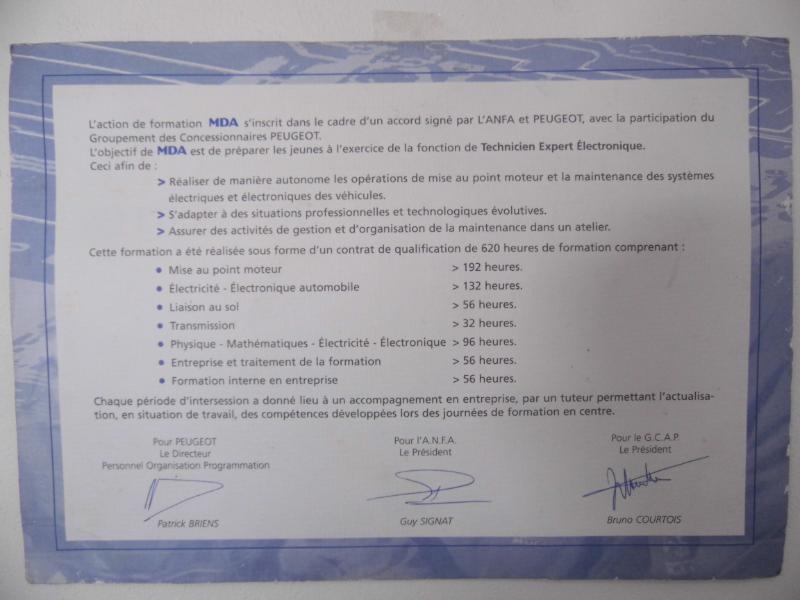 L'action de formation MDA s'inscrit dans le cadre d'un accord signé par L'ANFA et PEUGEOT, avec la participation du
Groupement des Concessionnaires PEUGEOT.
L'objectif de MDA est de préparer les jeunes à l'exercice de la fonction de Technicien Expert Électronique.
Ceci afin de :
> Réaliser de manière autonome les opérations de mise au point moteur et la maintenance des systèmes
électriques et électroniques des véhicules.
> S'adapter à des situations professionnelles et technologiques évolutives.
> Assurer des activités de gestion et d'organisation de la maintenance dans un atelier.
Cette formation a été réalisée sous forme d'un contrat de qualification de 620 heures de formation comprenant :
• Mise au point moteur > 192 heures.
• Électricité - Électronique automobile > 132 heures.
• Liaison au sol > 56 heures.
• Transmission > 32 heures.
• Physique - Mathématiques - Électricité - Électronique > 96 heures.
• Entreprise et traitement de la formation > 56 heures.
• Formation interne en entreprise > 56 heures.
Chaque période d'intersession a donné lieu à un accompagnement en entreprise, par un tuteur permettant l'actualisa-
tion, en situation de travail, des compétences développées lors des journées de formation en centre.
Pour PEUGEOT
Le Directeur
Personnel Organisation Programmation
Patrick BRIENS
Pour l'A.N.F.A.
Le Président
Guy SIGNAT
Pour le G.C.A.P.
Le Président
Bruno COURTOIS